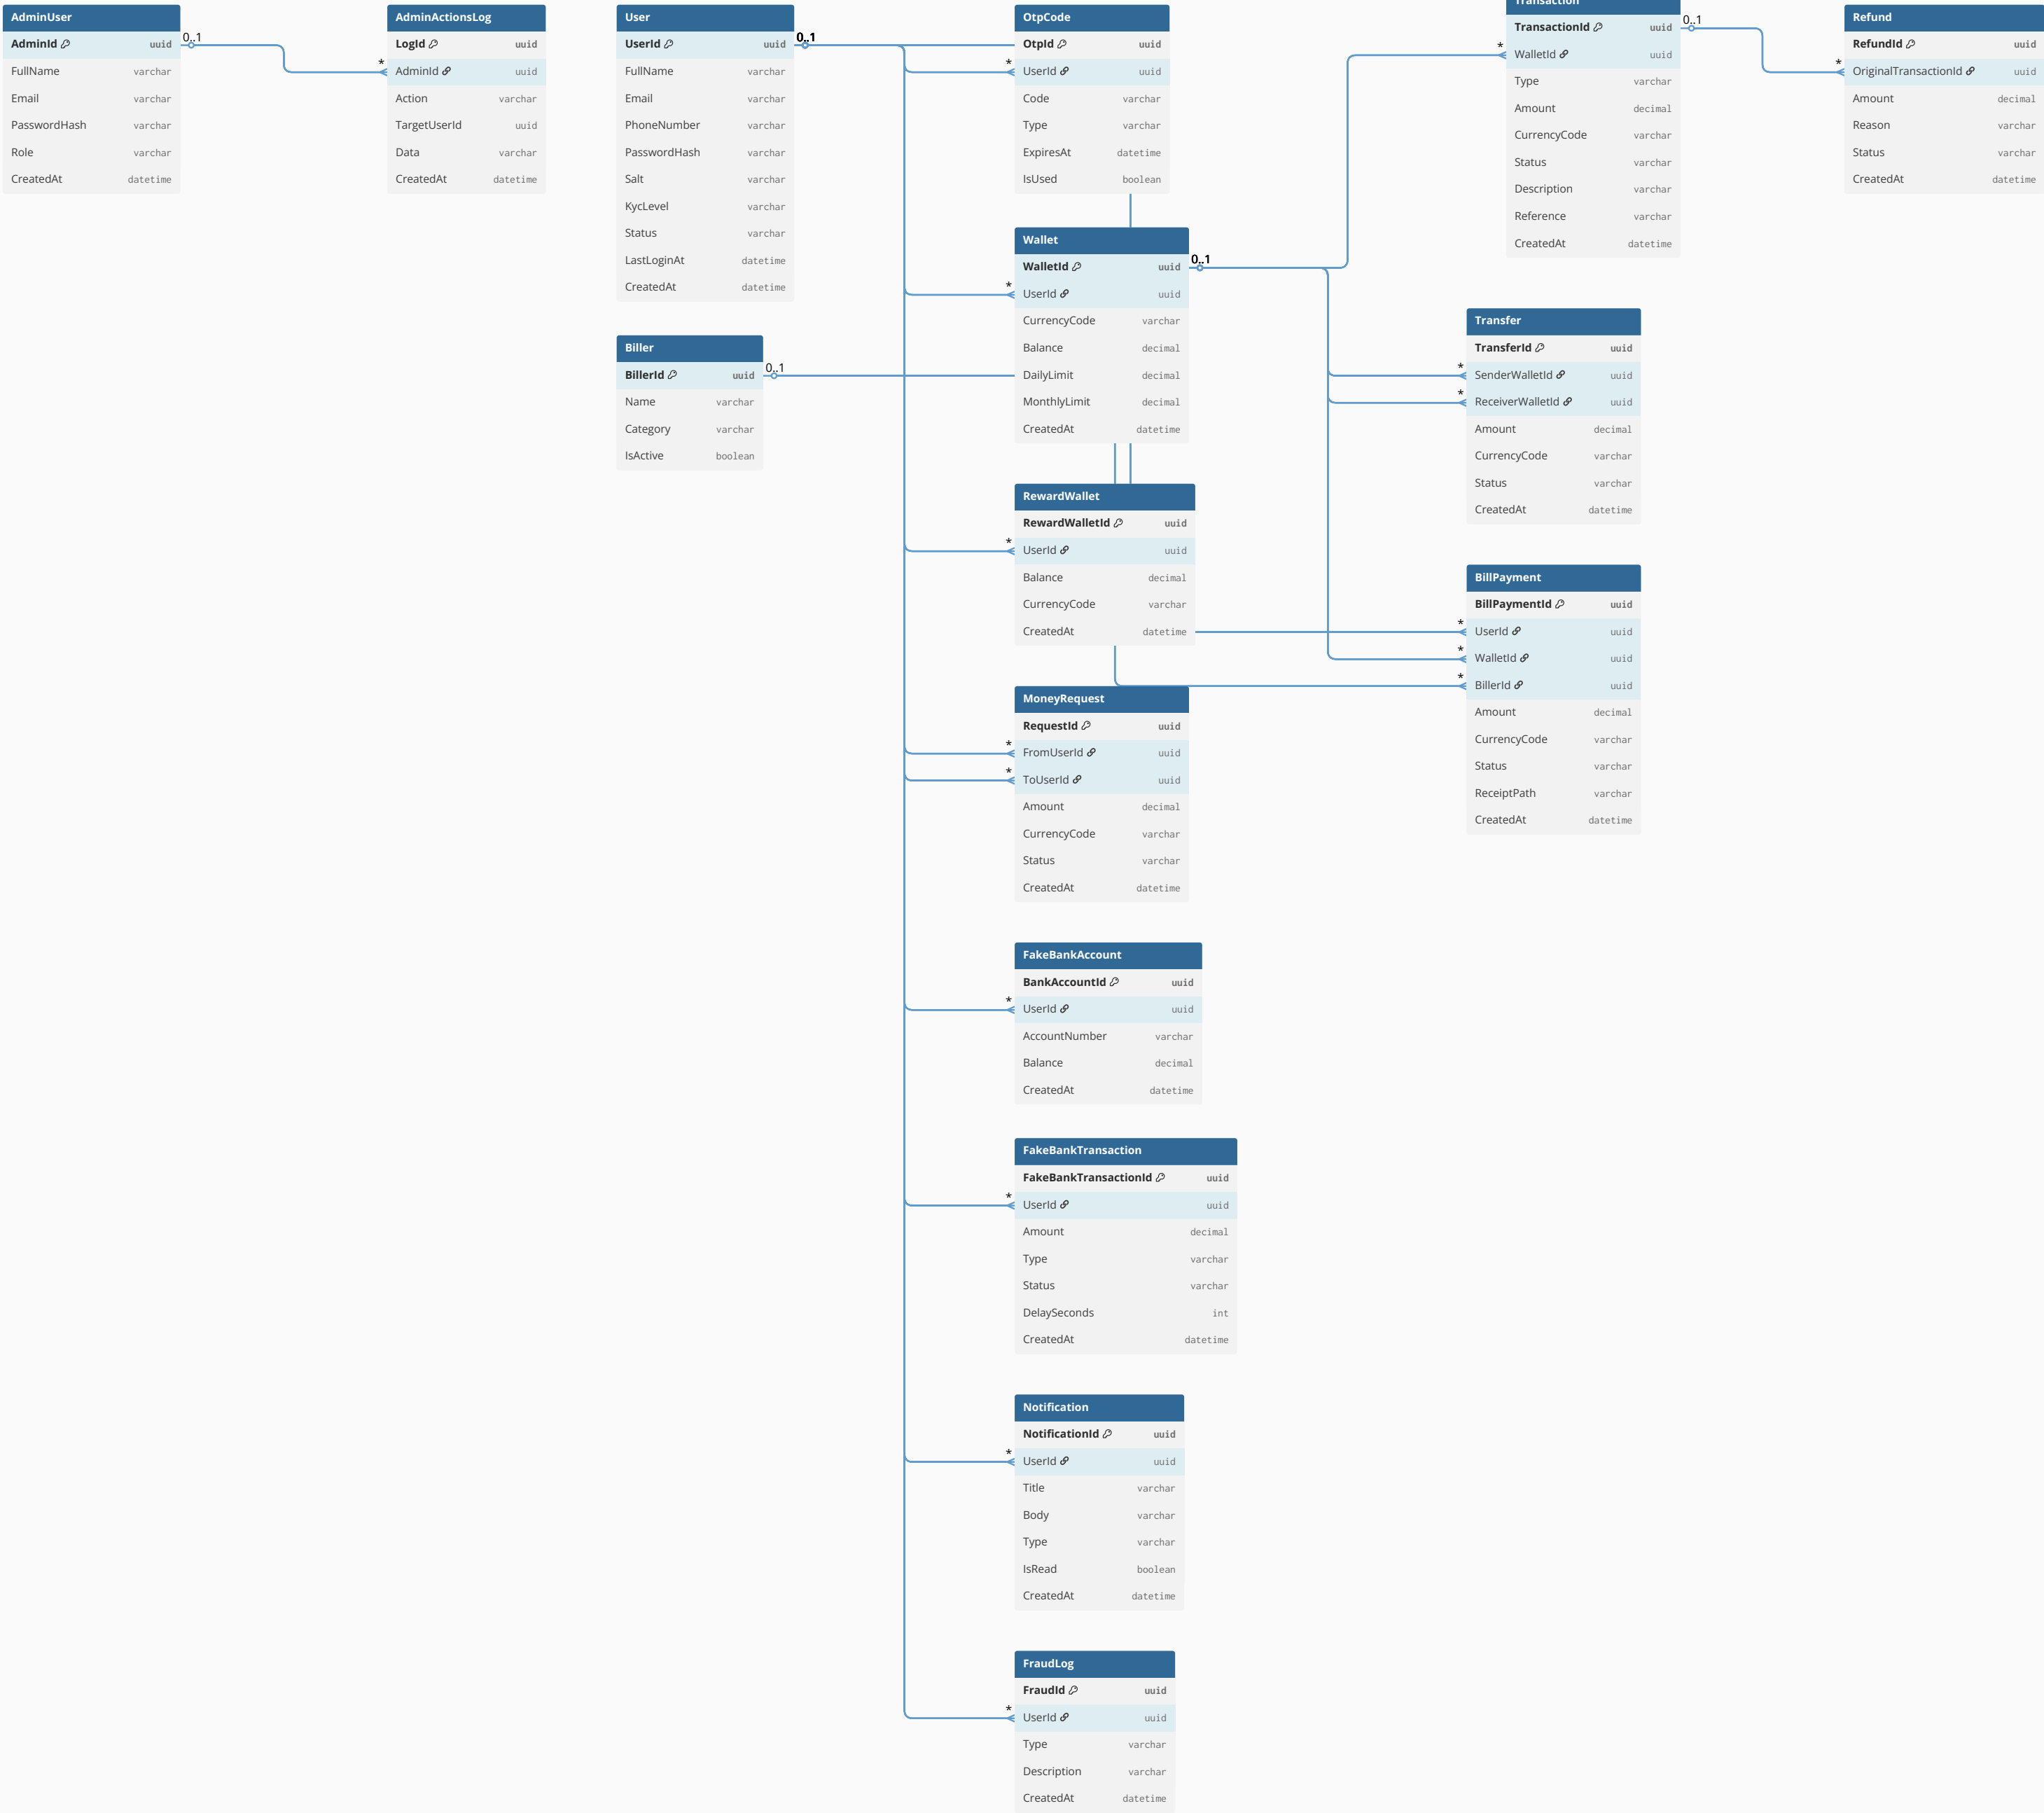 AdminUser
AdminId uuid
FullName varchar
Email varchar
PasswordHash varchar
Role varchar
CreatedAt datetime
0..1
*
AdminActionsLog
LogId uuid
AdminId uuid
Action varchar
TargetUserId uuid
Data varchar
CreatedAt datetime
User
UserId uuid
FullName varchar
Email varchar
PhoneNumber varchar
PasswordHash varchar
Salt varchar
KycLevel varchar
Status varchar
LastLoginAt datetime
CreatedAt datetime
0..1
Biller
BillerId uuid
Name varchar
Category varchar
IsActive boolean
0..1
OtpCode
OtpId uuid
* UserId uuid
Code varchar
Type varchar
ExpiresAt datetime
IsUsed boolean
Wallet
WalletId uuid
* UserId uuid
CurrencyCode varchar
Balance decimal
DailyLimit decimal
MonthlyLimit decimal
CreatedAt datetime
0..1
RewardWallet
RewardWalletId uuid
* UserId uuid
Balance decimal
CurrencyCode varchar
CreatedAt datetime
MoneyRequest
RequestId uuid
* FromUserId uuid
* ToUserId uuid
Amount decimal
CurrencyCode varchar
Status varchar
CreatedAt datetime
FakeBankAccount
BankAccountId uuid
* UserId uuid
AccountNumber varchar
Balance decimal
CreatedAt datetime
FakeBankTransaction
FakeBankTransactionId uuid
* UserId uuid
Amount decimal
Type varchar
Status varchar
DelaySeconds int
CreatedAt datetime
Notification
NotificationId uuid
* UserId uuid
Title varchar
Body varchar
Type varchar
IsRead boolean
CreatedAt datetime
FraudLog
FraudId uuid
* UserId uuid
Type varchar
Description varchar
CreatedAt datetime
Transaction
TransactionId uuid
* WalletId uuid
Type varchar
Amount decimal
CurrencyCode varchar
Status varchar
Description varchar
Reference varchar
CreatedAt datetime
0..1
Transfer
TransferId uuid
* SenderWalletId uuid
* ReceiverWalletId uuid
Amount decimal
CurrencyCode varchar
Status varchar
CreatedAt datetime
BillPayment
BillPaymentId uuid
* UserId uuid
* WalletId uuid
* BillerId uuid
Amount decimal
CurrencyCode varchar
Status varchar
ReceiptPath varchar
CreatedAt datetime
Refund
RefundId uuid
* OriginalTransactionId uuid
Amount decimal
Reason varchar
Status varchar
CreatedAt datetime